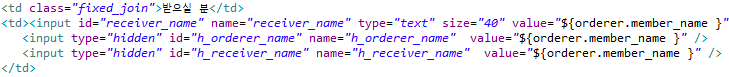 <td class="fixed_join">받으실 분</td>
<td><input id="receiver_name" name="receiver_name" type="text" size="40" value="${orderer.member_name }"
<input type="hidden" id="h_orderer_name" name="h_orderer_name"  value="${orderer.member_name }" />
<input type="hidden" id="h_receiver_name" name="h_receiver_name"  value="${orderer.member_name }" />
</td>